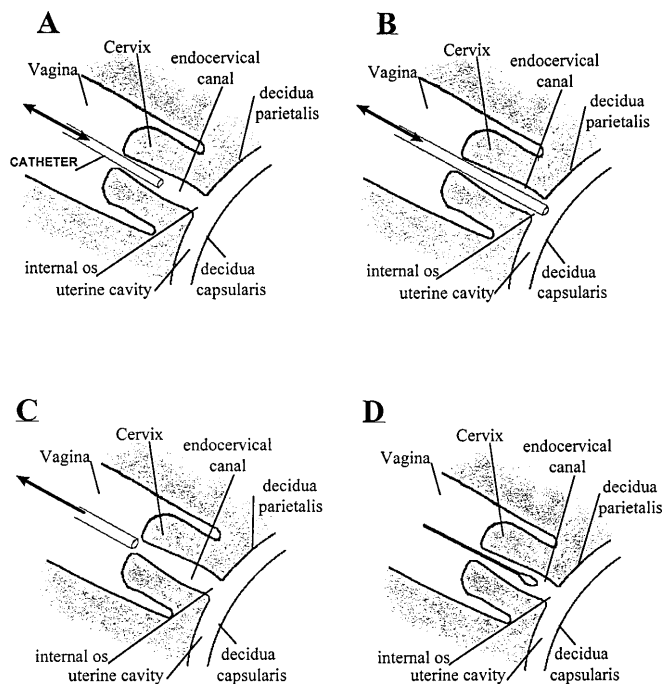 A
Cervix
endocervical
canal
Vagina
decidua
parietalis
CATHETER
internal os
uterine cavity
decidua
capsularis
B
Cervix
endocervical
canal
Vagina
decidua
parietalis
internal os
uterine cavity
decidua
capsularis
C
Cervix
endocervical
canal
Vagina
decidua
parietalis
internal os
uterine cavity
decidua
capsularis
D
Cervix
endocervical
canal
Vagina
decidua
parietalis
internal os
uterine cavity
decidua
capsularis